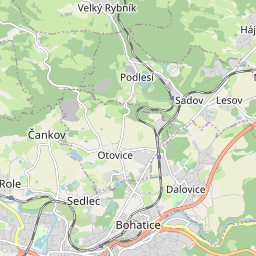 Velký Rybník
Háj
Podlesí
Sadov
Lesov
Čankov
Otovice
Role
Dalovice
Sedlec
Bohatice